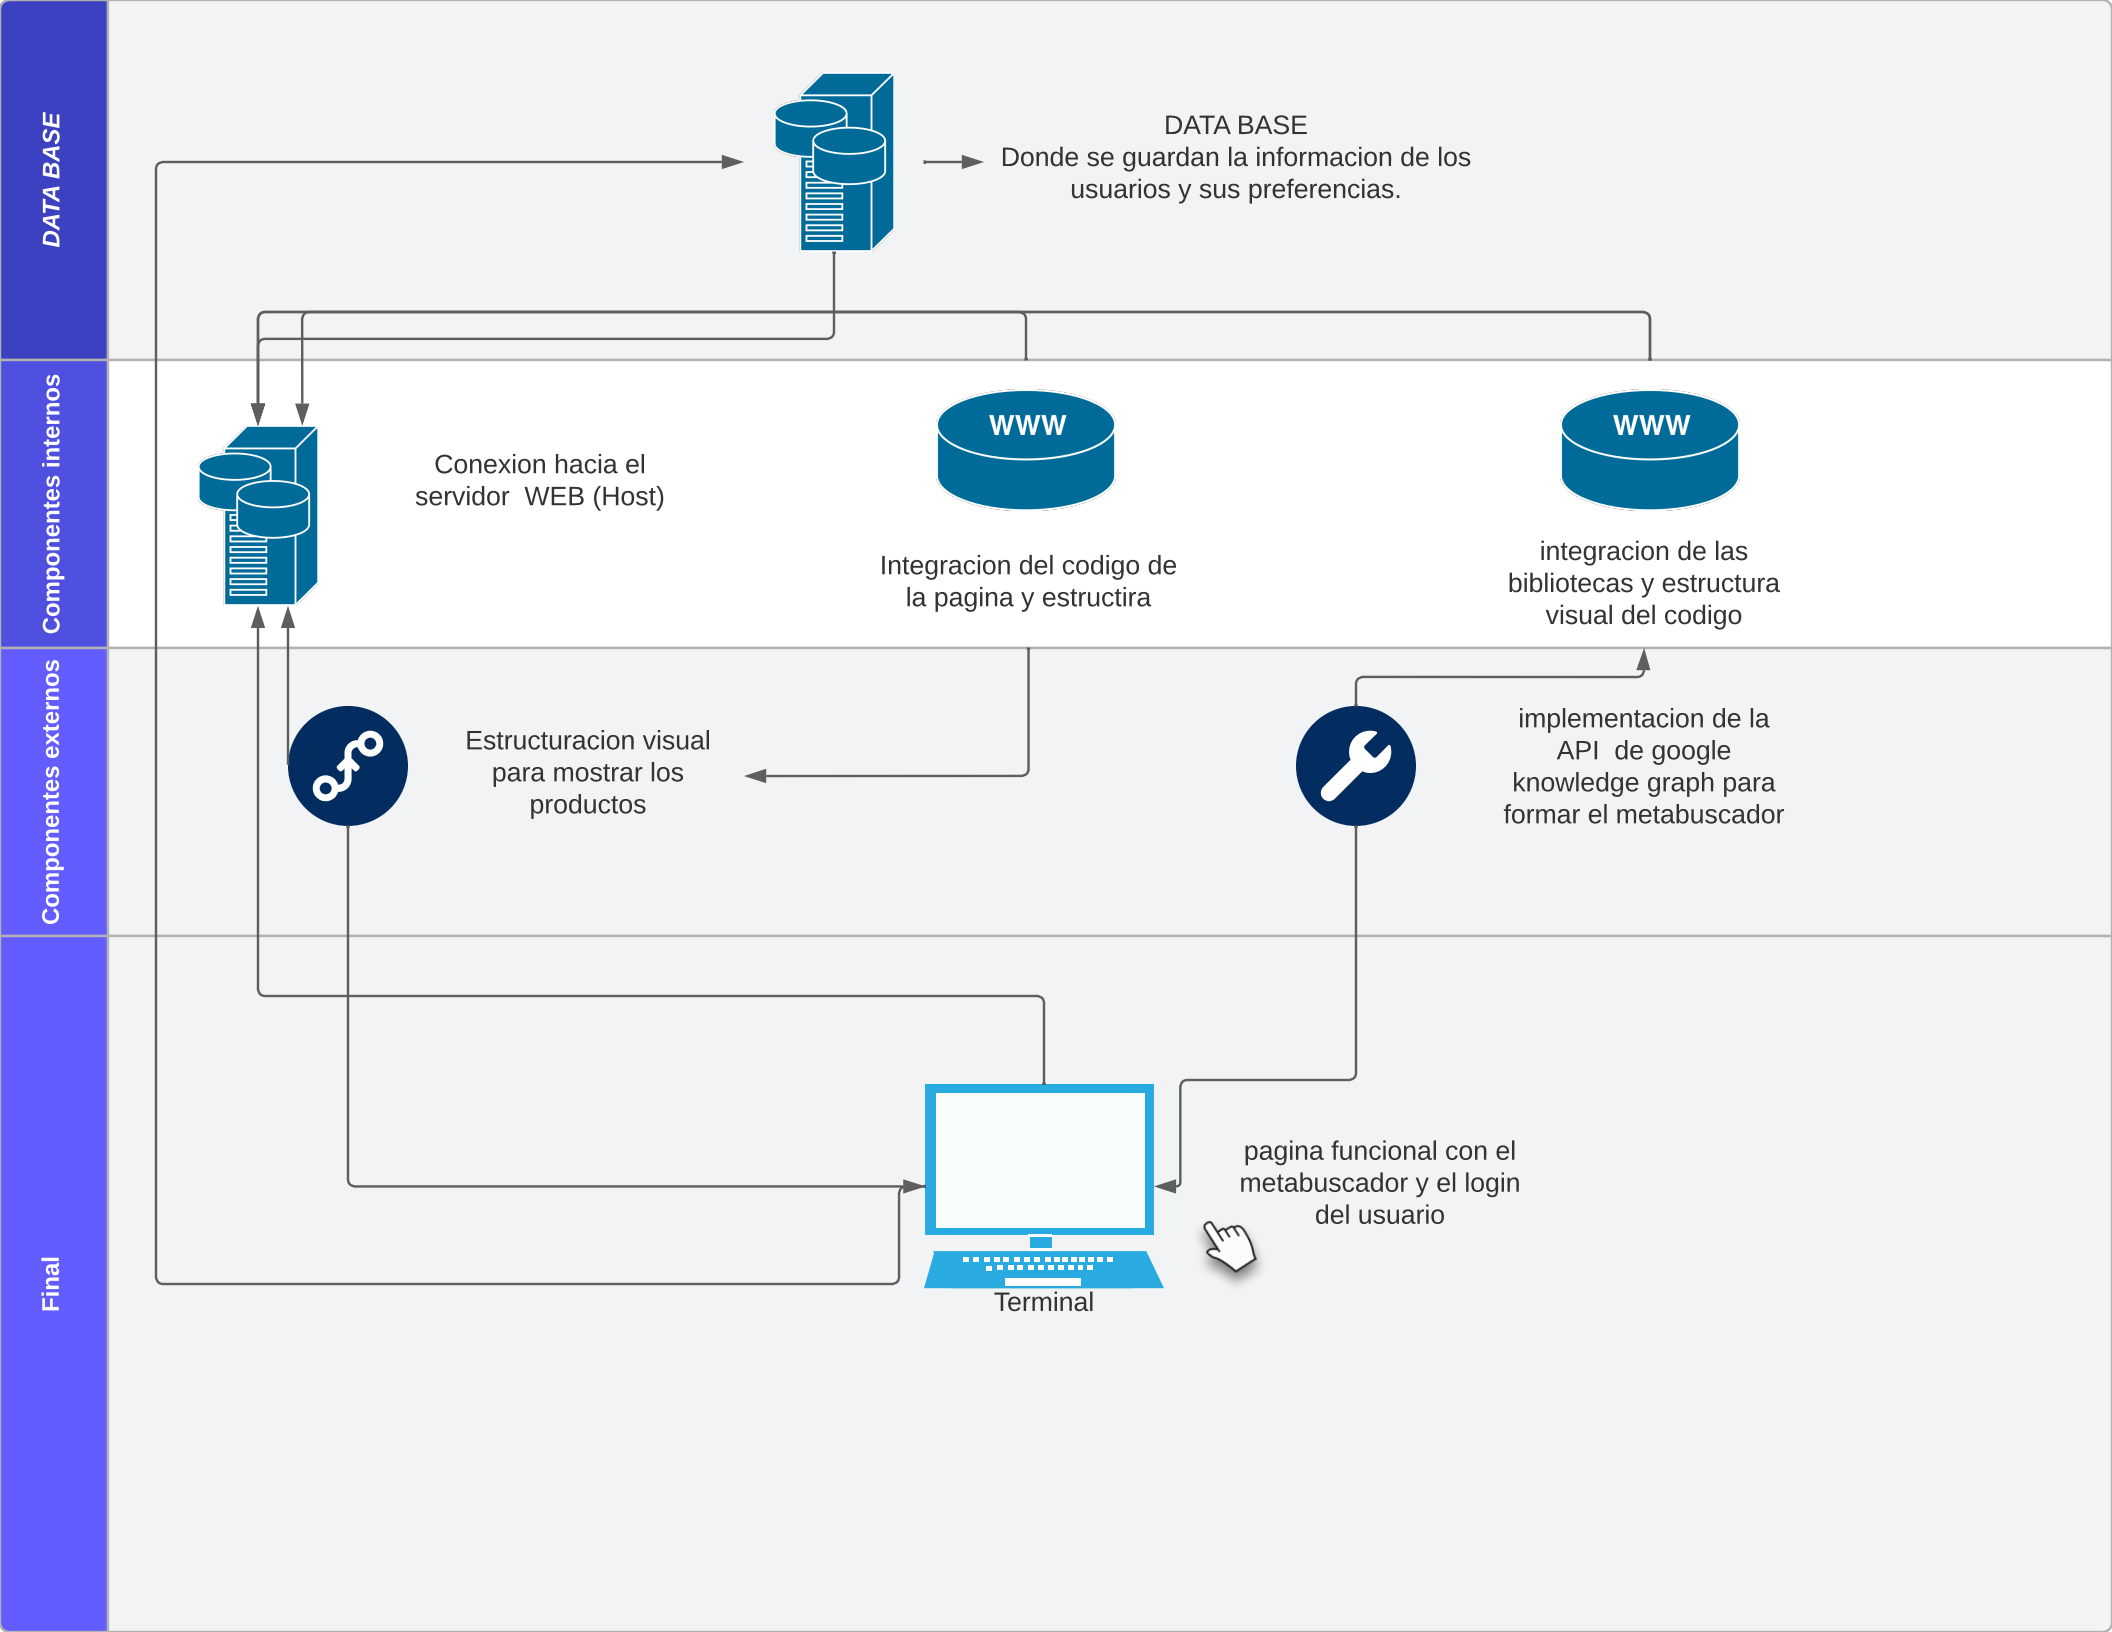 DATA BASE
DATA BASE
Donde se guardan la informacion de los
usuarios y sus preferencias.
Componentes internos
Conexion hacia el
servidor  WEB (Host)
WWW
Integracion del codigo de
la pagina y estructira
WWW
integracion de las
bibliotecas y estructura
visual del codigo
Componentes externos
Estructuracion visual
para mostrar los
productos
implementacion de la
API  de google
knowledge graph para
formar el metabuscador
Final
pagina funcional con el
metabuscador y el login
del usuario
Terminal